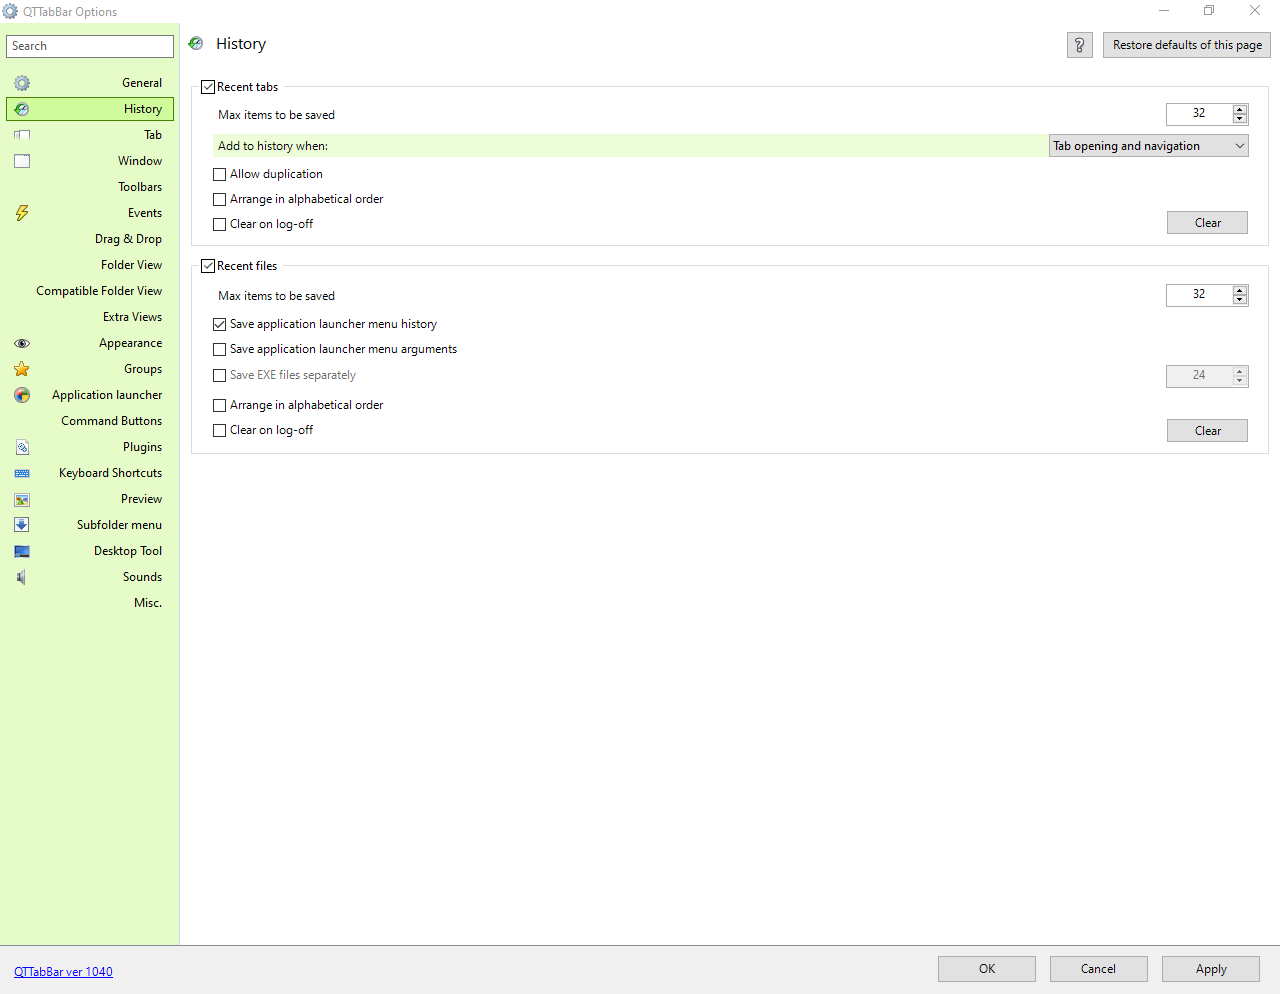 QTTabBar Options
Search
General
History
Tab
Window
Toolbars
Events
Drag & Drop
Folder View
Compatible Folder View
Extra Views
Appearance
Groups
Application launcher
Command Buttons
Plugins
Keyboard Shortcuts
Preview
Subfolder menu
Desktop Tool
Sounds
Misc.
History
?
Restore defaults of this page
Recent tabs
Max items to be saved
32
Add to history when:
Tab opening and navigation
Allow duplication
Arrange in alphabetical order
Clear on log-off
Clear
Recent files
Max items to be saved
32
Save application launcher menu history
Save application launcher menu arguments
Save EXE files separately
24
Arrange in alphabetical order
Clear on log-off
Clear
QTTabBar ver 1040
OK
Cancel
Apply